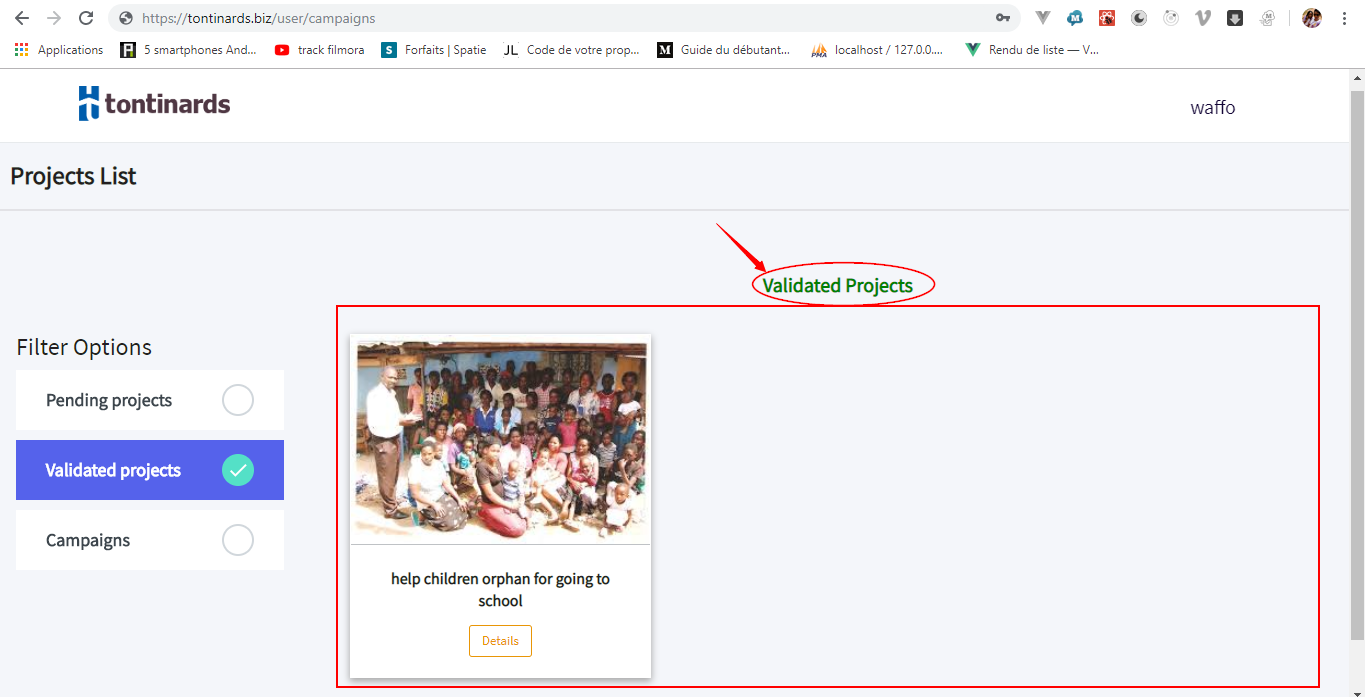 https://tontinards.biz/user/campaigns
Applications
5 smartphones And...
track filmora
S
Forfaits | Spatie
JL
Code de votre prop...
M
Guide du débutant...
PMA
localhost / 127.0.0....
Rendu de liste — V...
tontinards
waffo
Projects List
Validated Projects
Filter Options
Pending projects
Validated projects
Campaigns
help children orphan for going to
school
Details